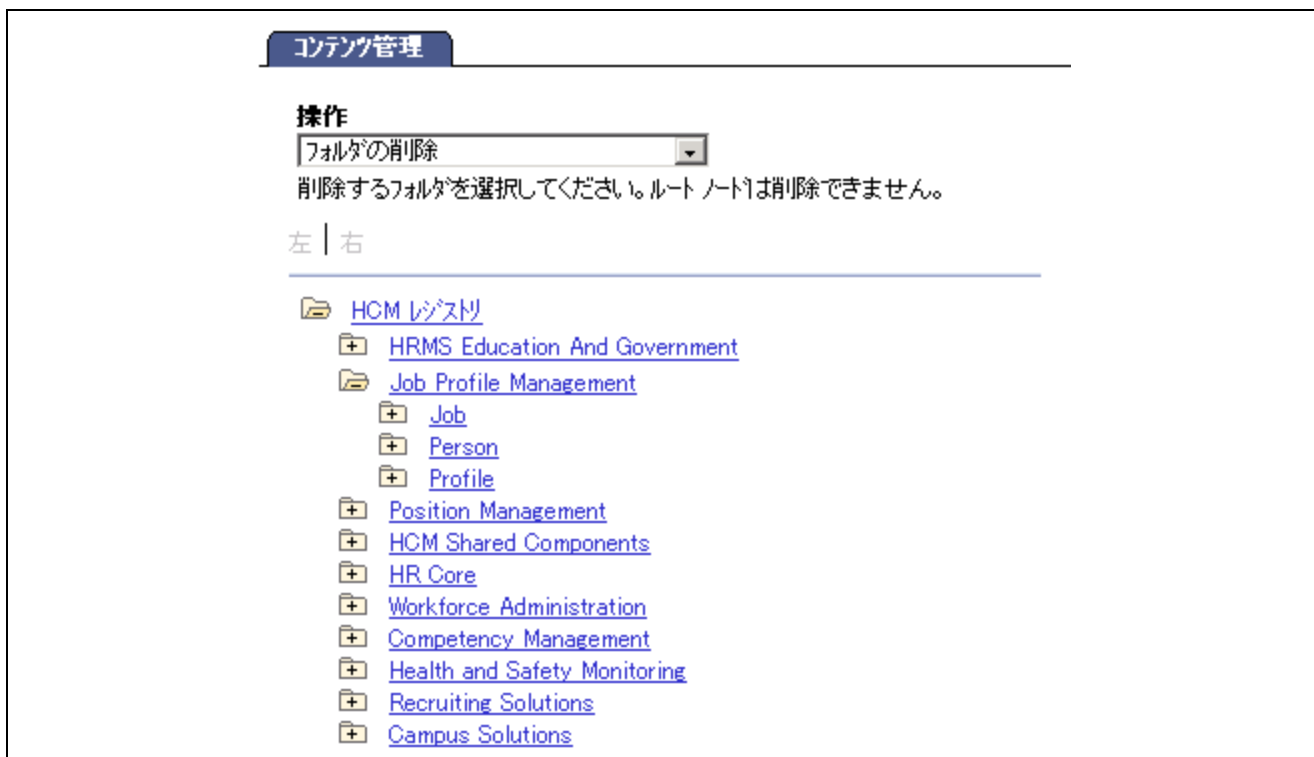 コンテンツ管理
操作
フォルダの削除
削除するフォルダを選択してください。ルート ノードは削除できません。
左 | 右
HCM レジストリ
HRMS Education And Government
Job Profile Management
Job
Person
Profile
Position Management
HCM Shared Components
HR Core
Workforce Administration
Competency Management
Health and Safety Monitoring
Recruiting Solutions
Campus Solutions